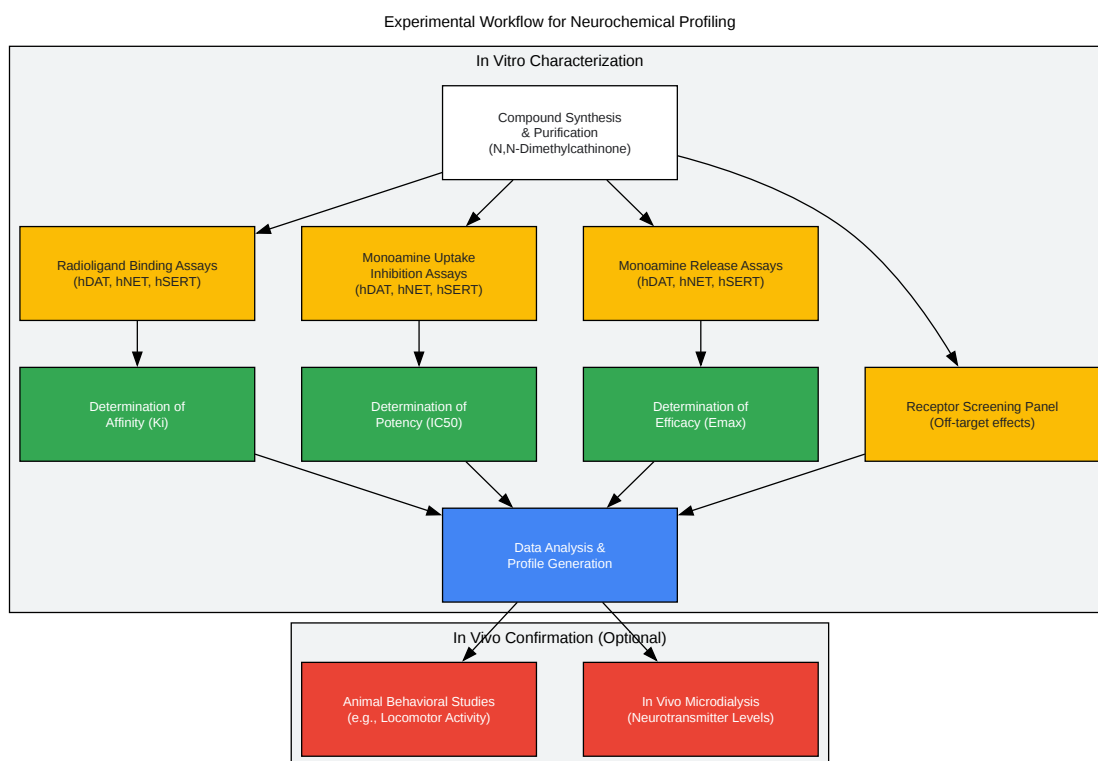 Experimental Workflow for Neurochemical Profiling
In Vitro Characterization
Compound Synthesis
& Purification
(N,N-Dimethylcathinone)
Radioligand Binding Assays
(hDAT, hNET, hSERT)
Monoamine Uptake
Inhibition Assays
(hDAT, hNET, hSERT)
Monoamine Release Assays
(hDAT, hNET, hSERT)
Determination of
Affinity (Ki)
Determination of
Potency (IC50)
Determination of
Efficacy (Emax)
Receptor Screening Panel
(Off-target effects)
Data Analysis &
Profile Generation
In Vivo Confirmation (Optional)
Animal Behavioral Studies
(e.g., Locomotor Activity)
In Vivo Microdialysis
(Neurotransmitter Levels)